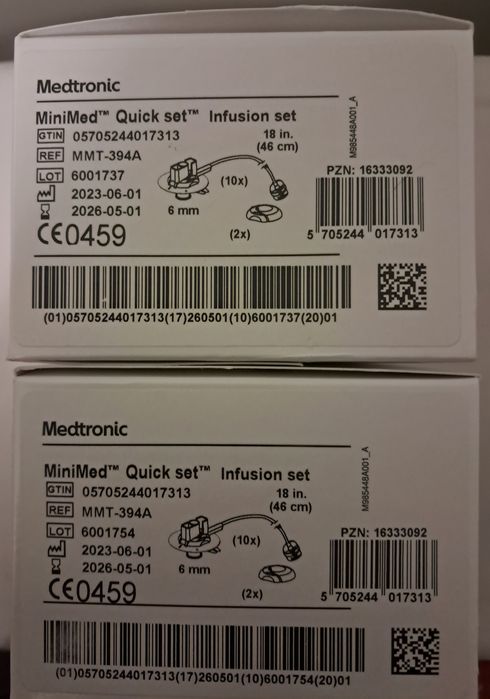 Medtronic
MiniMed™ Quick set™ Infusion set
GTIN 05705244017313
18 in.
(46 cm)
REF MMT-394A
LOT 6001737
2023-06-01
2026-05-01
(10x)
6 mm
(2x)
CE0459
M985448A001_A
PZN: 16333092
5 705244 017313
(01)05705244017313(17)260501(10)6001737(20)01
Medtronic
MiniMed™ Quick set™ Infusion set
GTIN 05705244017313
18 in.
(46 cm)
REF MMT-394A
LOT 6001754
2023-06-01
2026-05-01
(10x)
6 mm
(2x)
CE0459
M985448A001_A
PZN: 16333092
5 705244 017313
(01)05705244017313(17)260501(10)6001754(20)01